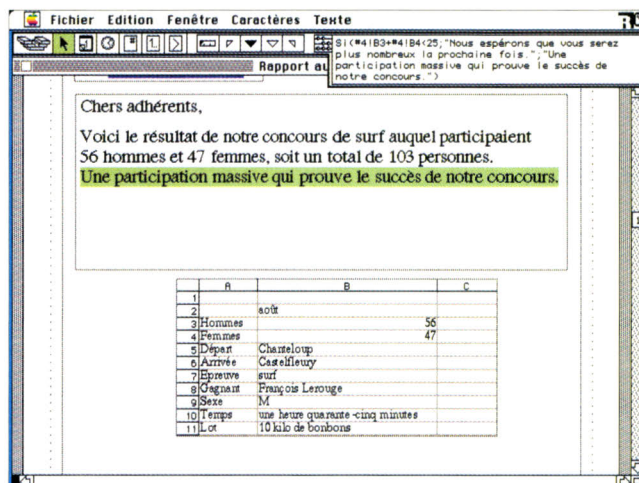 Fichier Edition Fenêtre Caractères Texte
Si(#4!B3+#4!B4<25;"Nous espérons que vous serez
plus nombreux la prochaine fois.";"Une
participation massive qui prouve le succès de
notre concours.")
Rapport au
Chers adhérents,
Voici le résultat de notre concours de surf auquel participaient
56 hommes et 47 femmes, soit un total de 103 personnes.
Une participation massive qui prouve le succès de notre concours.
A B C
1
2 août
3 Hommes 56
4 Femmes 47
5 Départ Chanteloup
6 Arrivée Castelfleury
7 Epreuve surf
8 Gagnant François Lerouge
9 Sexe M
10 Temps une heure quarante-cinq minutes
11 Lot 10 kilo de bonbons